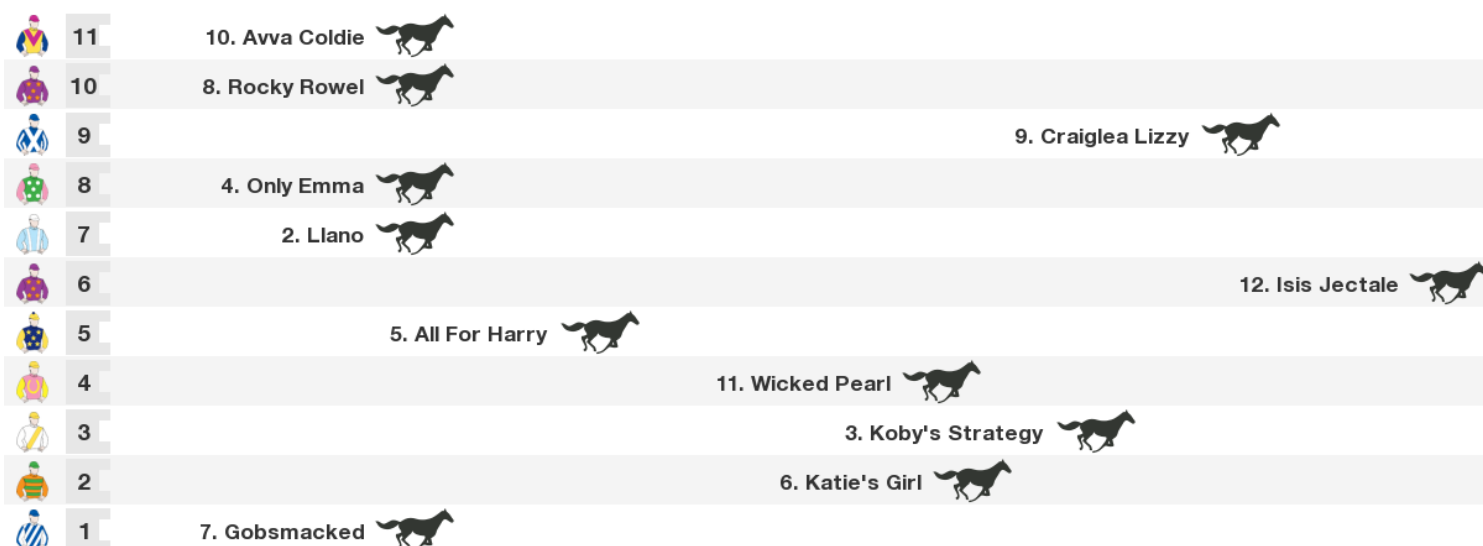 11 10. Avva Coldie
10 8. Rocky Rowel
9 9. Craiglea Lizzy
8 4. Only Emma
7 2. Llano
6 12. Isis Jectale
5 5. All For Harry
4 11. Wicked Pearl
3 3. Koby's Strategy
2 6. Katie's Girl
1 7. Gobsmacked